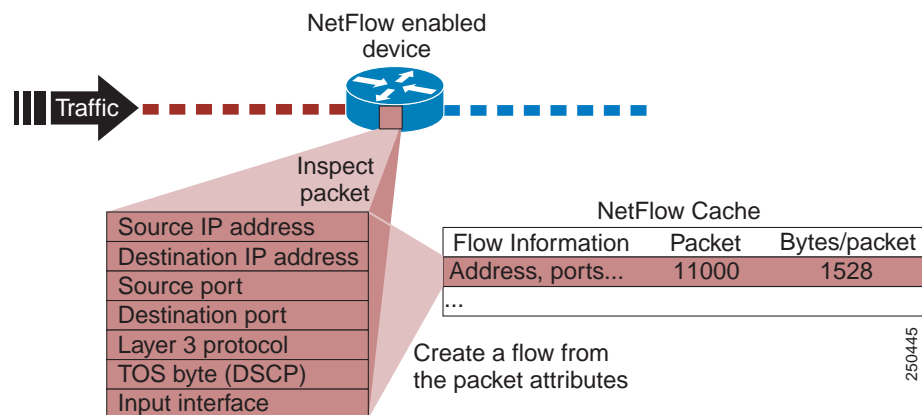 NetFlow enabled
device
Traffic
Inspect
packet
Source IP address
Destination IP address
Source port
Destination port
Layer 3 protocol
TOS byte (DSCP)
Input interface
NetFlow Cache
Flow Information Packet Bytes/packet
Address, ports... 11000 1528
...
Create a flow from
the packet attributes
250445